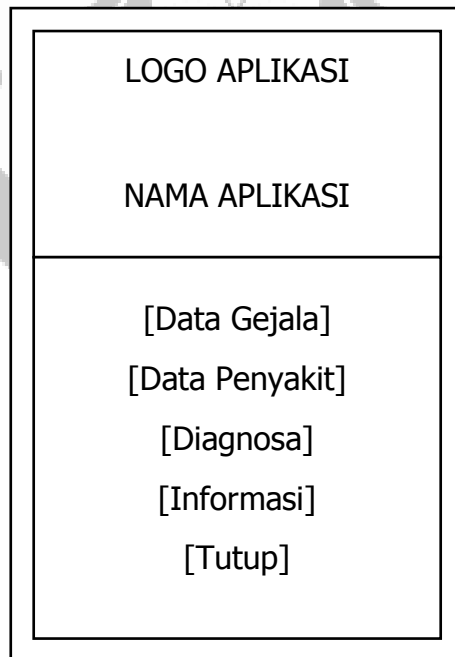 LOGO APLIKASI
NAMA APLIKASI
[Data Gejala]
[Data Penyakit]
[Diagnosa]
[Informasi]
[Tutup]